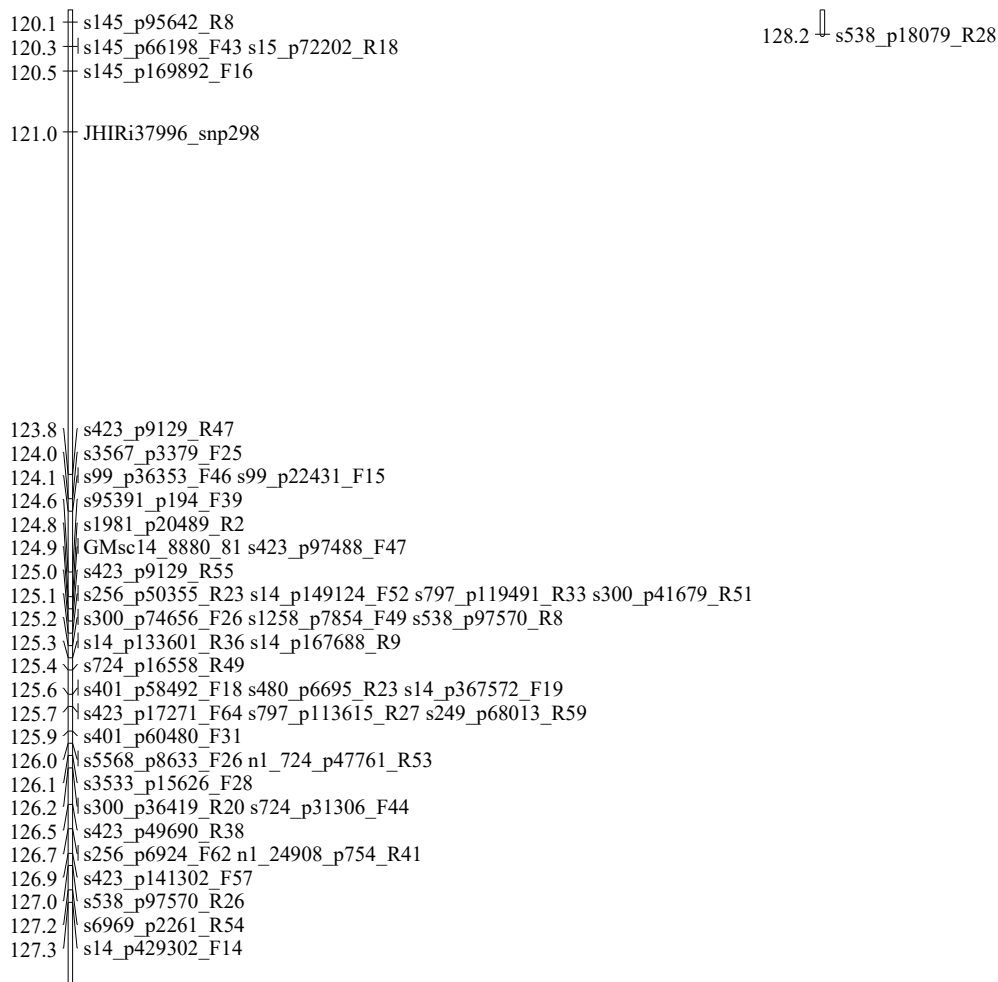 120.1 s145_p95642_R8
120.3 s145_p66198_F43 s15_p72202_R18
120.5 s145_p169892_F16
121.0 JHIRi37996_snp298
123.8 s423_p9129_R47
124.0 s3567_p3379_F25
124.1 s99_p36353_F46 s99_p22431_F15
124.6 s95391_p194_F39
124.8 s1981_p20489_R2
124.9 GMsc14_8880_81 s423_p97488_F47
125.0 s423_p9129_R55
125.1 s256_p50355_R23 s14_p149124_F52 s797_p119491_R33 s300_p41679_R51
125.2 s300_p74656_F26 s1258_p7854_F49 s538_p97570_R8
125.3 s14_p133601_R36 s14_p167688_R9
125.4 s724_p16558_R49
125.6 s401_p58492_F18 s480_p6695_R23 s14_p367572_F19
125.7 s423_p17271_F64 s797_p113615_R27 s249_p68013_R59
125.9 s401_p60480_F31
126.0 s5568_p8633_F26 n1_724_p47761_R53
126.1 s3533_p15626_F28
126.2 s300_p36419_R20 s724_p31306_F44
126.5 s423_p49690_R38
126.7 s256_p6924_F62 n1_24908_p754_R41
126.9 s423_p141302_F57
127.0 s538_p97570_R26
127.2 s6969_p2261_R54
127.3 s14_p429302_F14
128.2 s538_p18079_R28